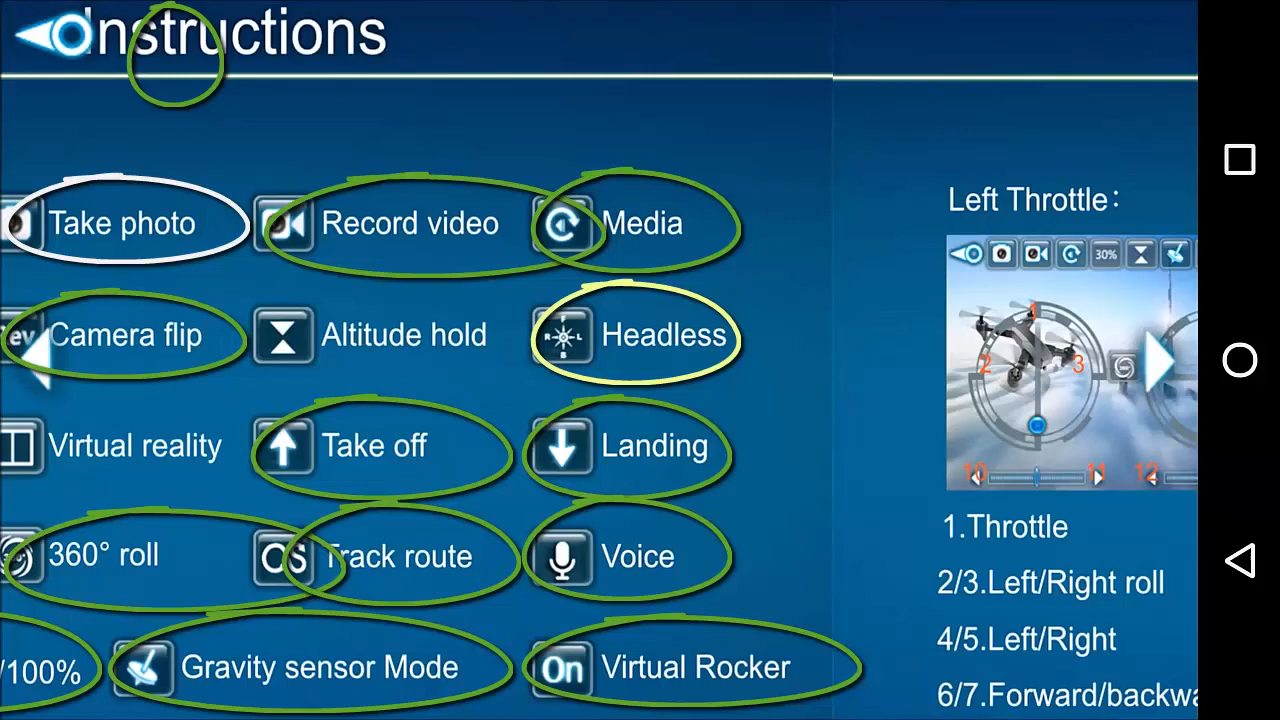 Instructions
Take photo Record video Media
Rev Camera flip Altitude hold F R L B Headless
Virtual reality Take off Landing
360° roll OS Track route Voice
/100% Gravity sensor Mode On Virtual Rocker
Left Throttle:
30%
1
2 3
10 11 12
1.Throttle
2/3.Left/Right roll
4/5.Left/Right
6/7.Forward/backwa